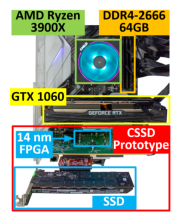 AMD Ryzen
3900X
DDR4-2666
64GB
GTX 1060
GEFORCE RTX
14 nm
FPGA
CSSD
Prototype
SSD